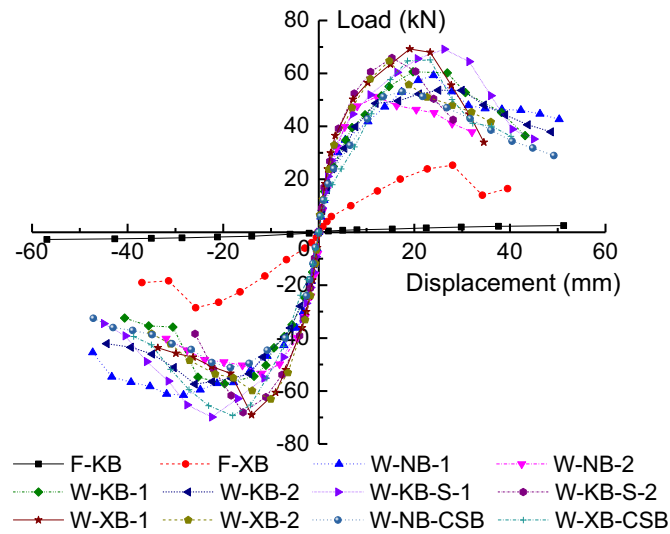 Load (kN)
80
60
40
20
-60
-40
-20
0
20
40
60
Displacement (mm)
-20
-40
-60
-80
F-KB
F-XB
W-NB-1
W-NB-2
W-KB-1
W-KB-2
W-KB-S-1
W-KB-S-2
W-XB-1
W-XB-2
W-NB-CSB
W-XB-CSB